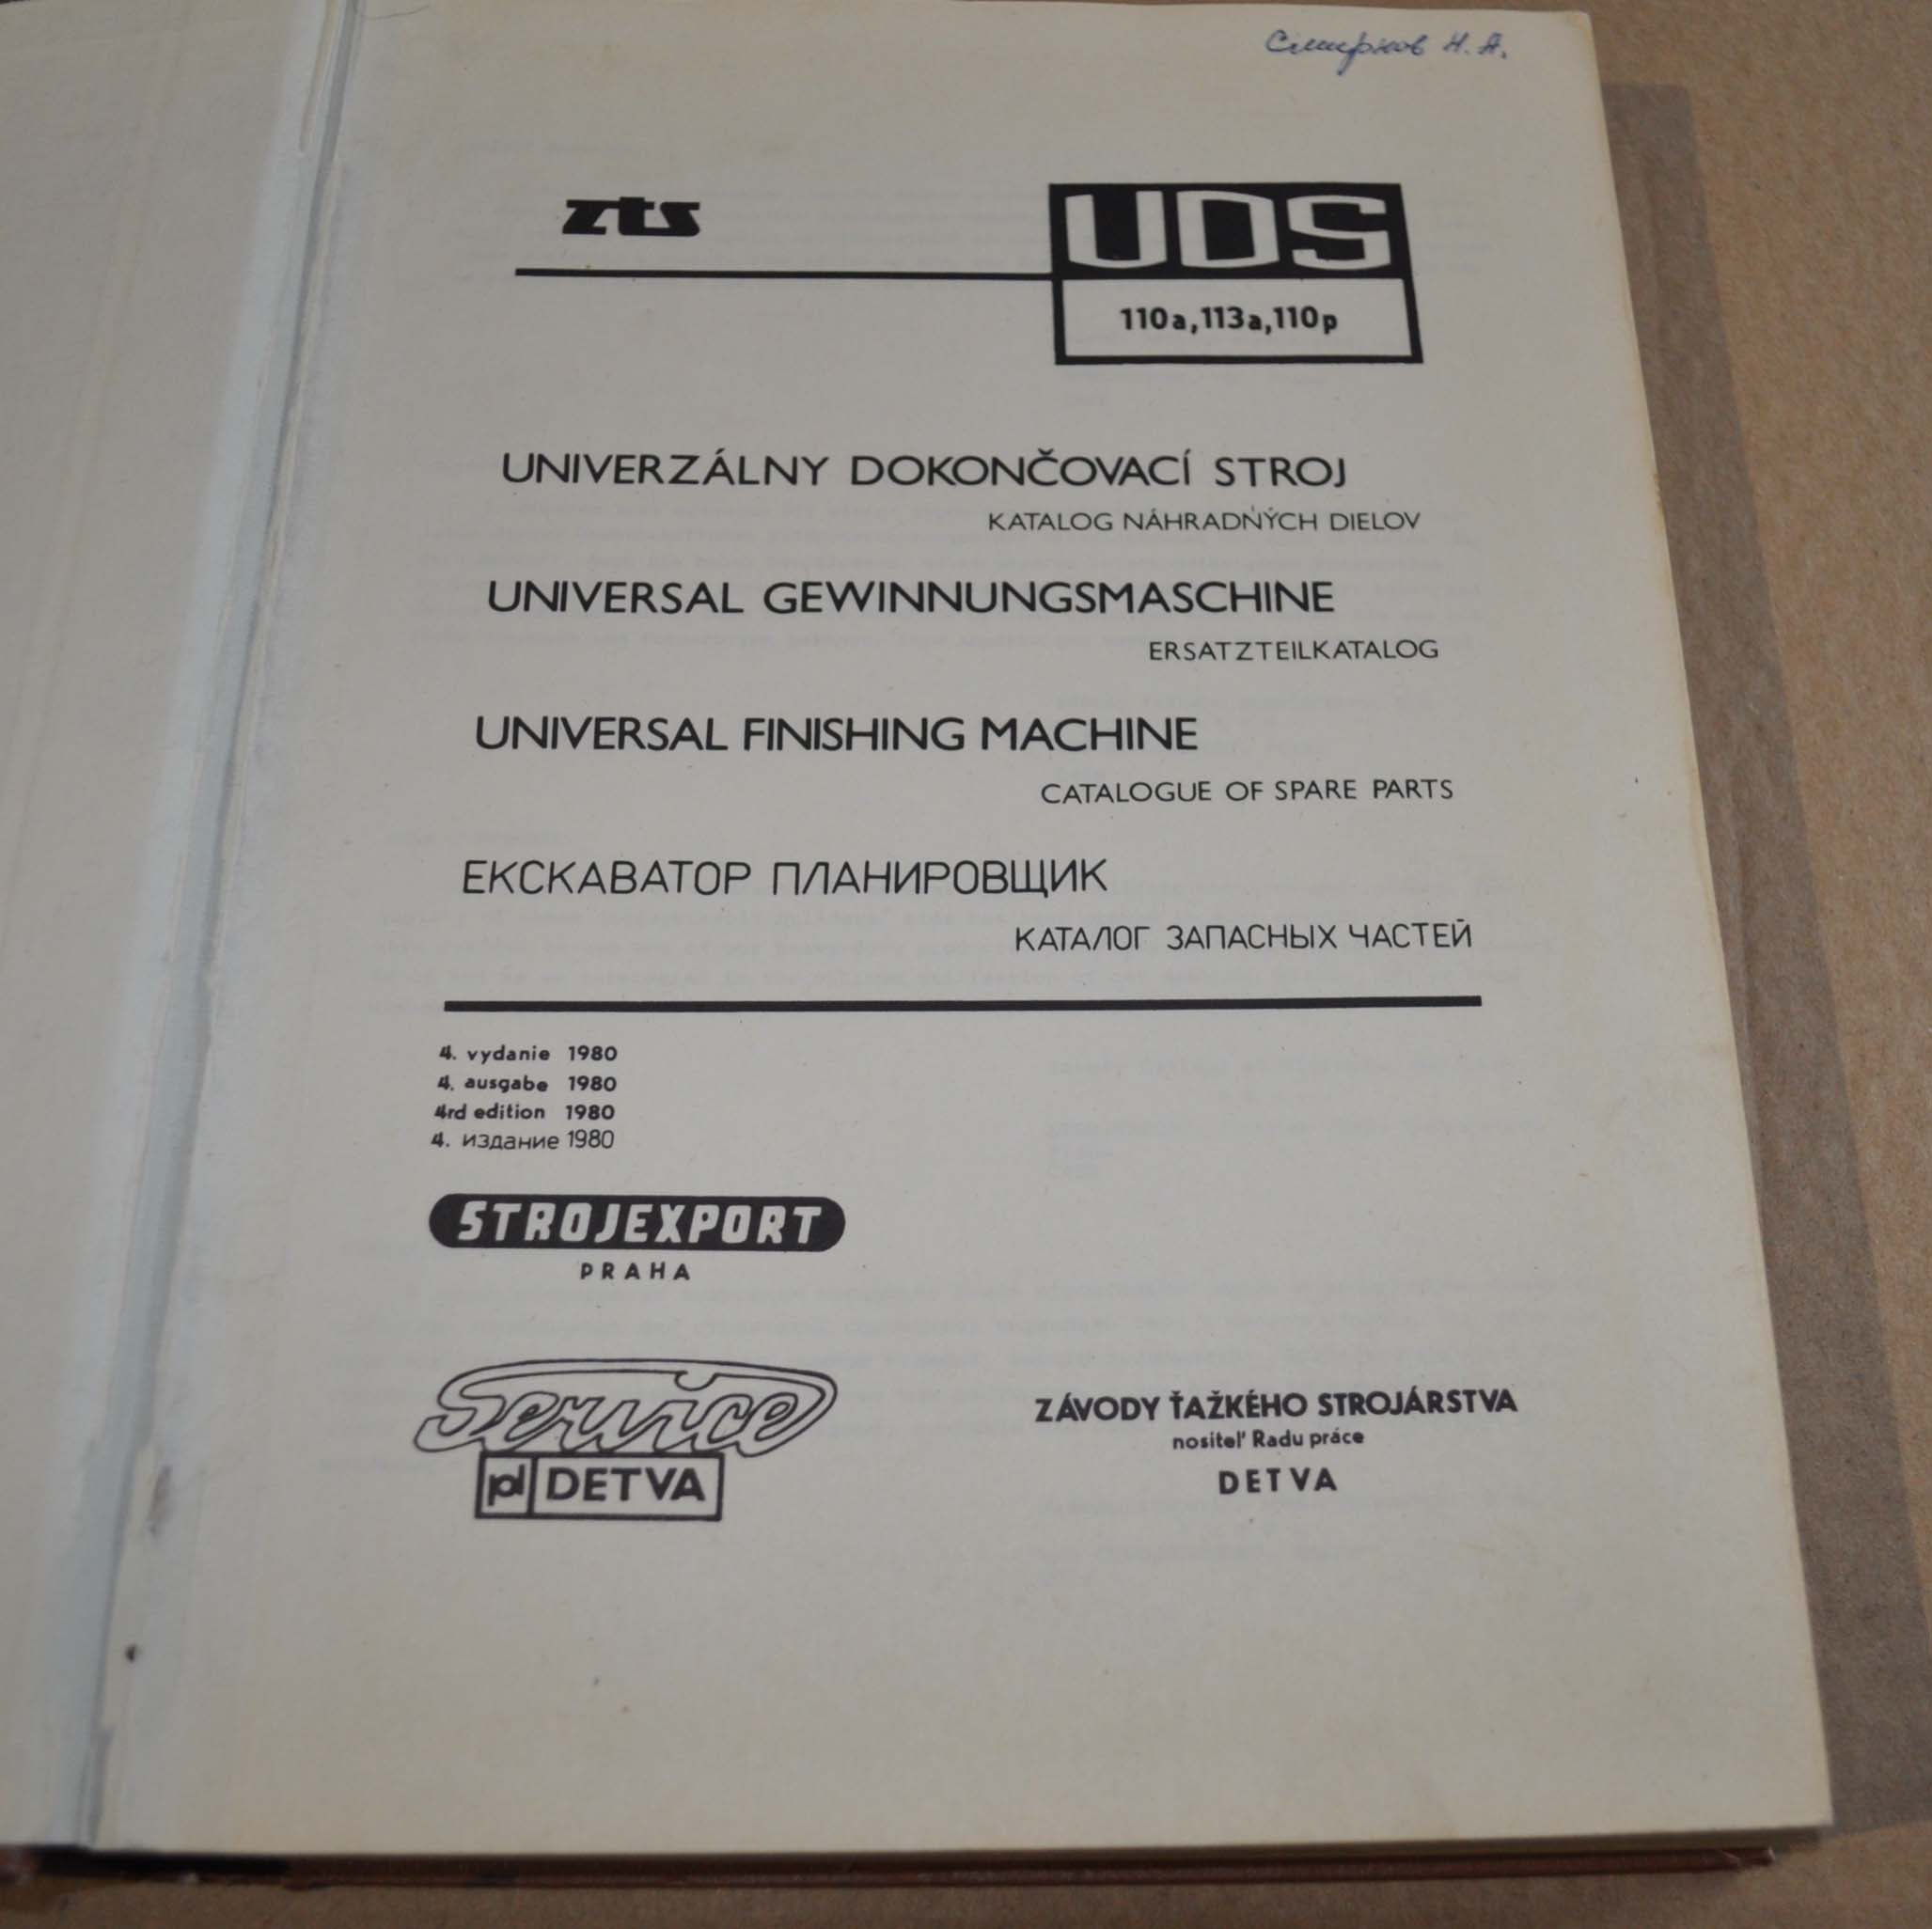 Смирнов Н. А.
zts
UDS
110a,113a,110p
UNIVERZÁLNY DOKONČOVACÍ STROJ
KATALOG NÁHRADŃÝCH DIELOV
UNIVERSAL GEWINNUNGSMASCHINE
ERSATZTEILKATALOG
UNIVERSAL FINISHING MACHINE
CATALOGUE OF SPARE PARTS
ЕКСКАВАТОР ПЛАНИРОВЩИК
КАТАЛОГ ЗАПАСНЫХ ЧАСТЕЙ
4. vydanie 1980
4. ausgabe 1980
4rd edition 1980
4. издание 1980
STROJEXPORT
PRAHA
Service
pl DETVA
ZÁVODY ŤAŽKÉHO STROJÁRSTVA
nositeľ Radu práce
DETVA